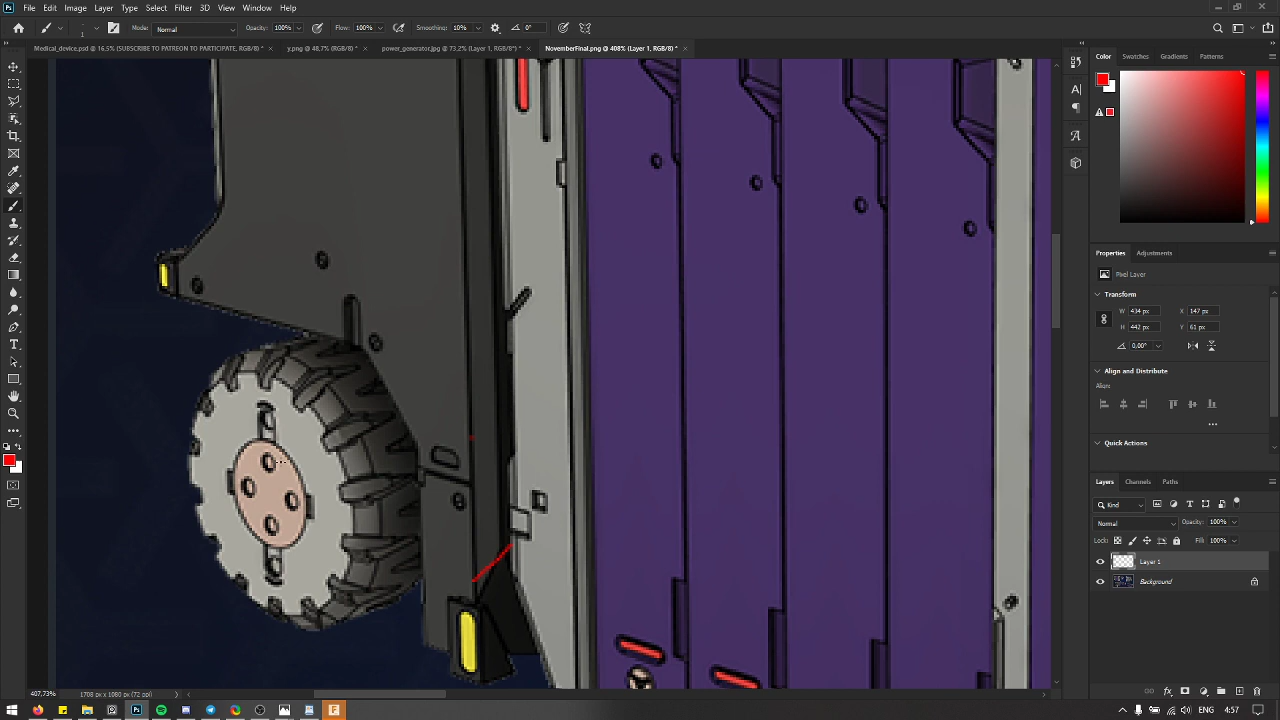 File Edit Image Layer Type Select Filter 3D View Window Help
Mode: Normal Opacity: 100% Flow: 100% Smoothing: 10% 0°
Medical_device.psd @ 16,5% (SUBSCRIBE TO PATREON TO PARTICIPATE, RGB/8) * × y.png @ 48,7% (RGB/8) * × power_generator.jpg @ 73,2% (Layer 1, RGB/8*) * × NovemberFinal.png @ 408% (Layer 1, RGB/8) * ×
Color Swatches Gradients Patterns
Properties Adjustments
Pixel Layer
Transform
W 434 px X 147 px
H 442 px Y 61 px
0,00°
Align and Distribute
Align:
Quick Actions
Layers Channels Paths
Kind
Normal Opacity: 100%
Lock: Fill: 100%
Layer 1
Background
407,73% 1708 px x 1080 px (72 ppi)
ENG 4:57